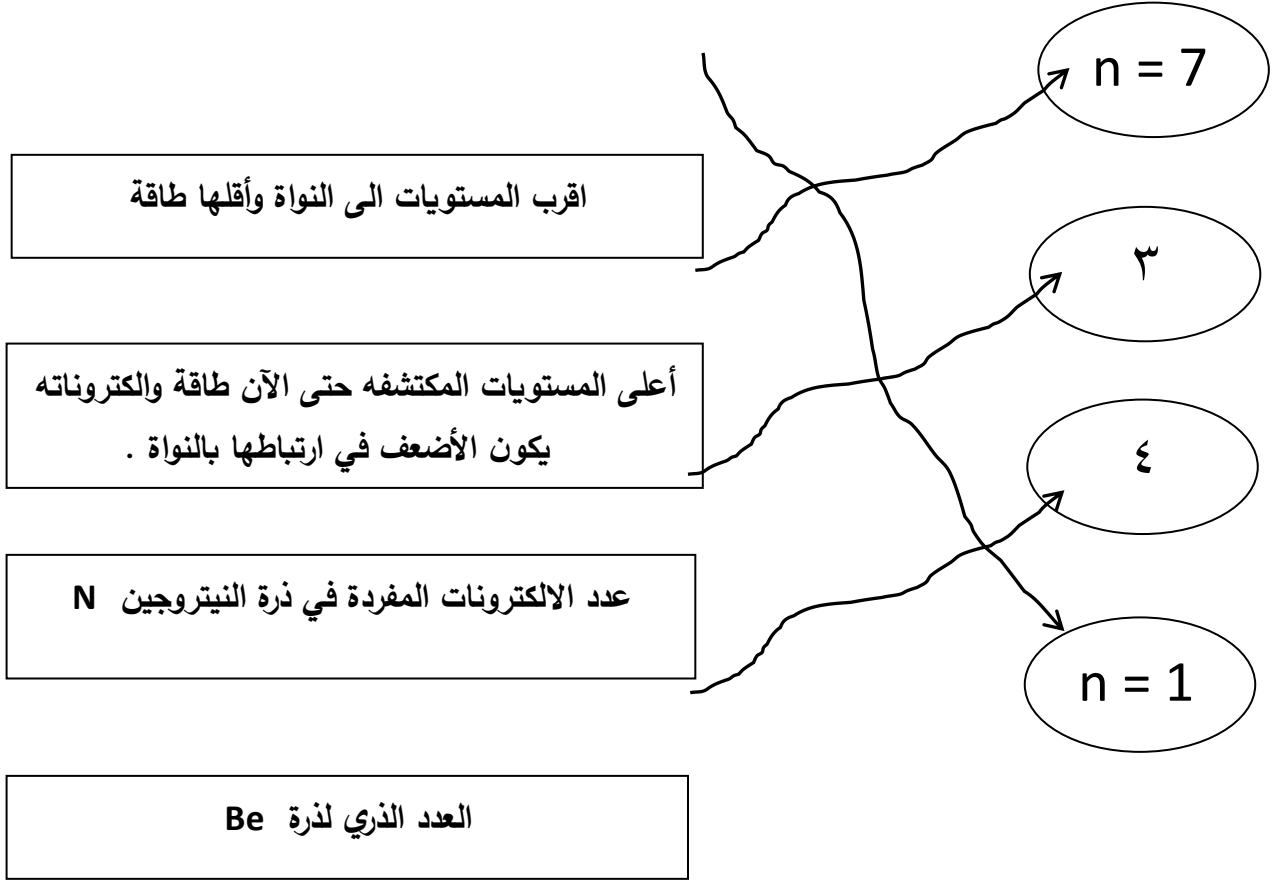 n = 7
اقرب المستويات الى النواة وأقلها طاقة
٣
أعلى المستويات المكتشفه حتى الآن طاقة والكتروناته
يكون الأضعف في ارتباطها بالنواة .
٤
عدد الالكترونات المفردة في ذرة النيتروجين N
n = 1
العدد الذري لذرة Be